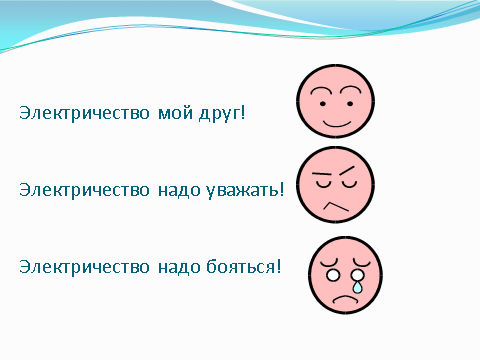 Электричество мой друг!
Электричество надо уважать!
Электричество надо бояться!